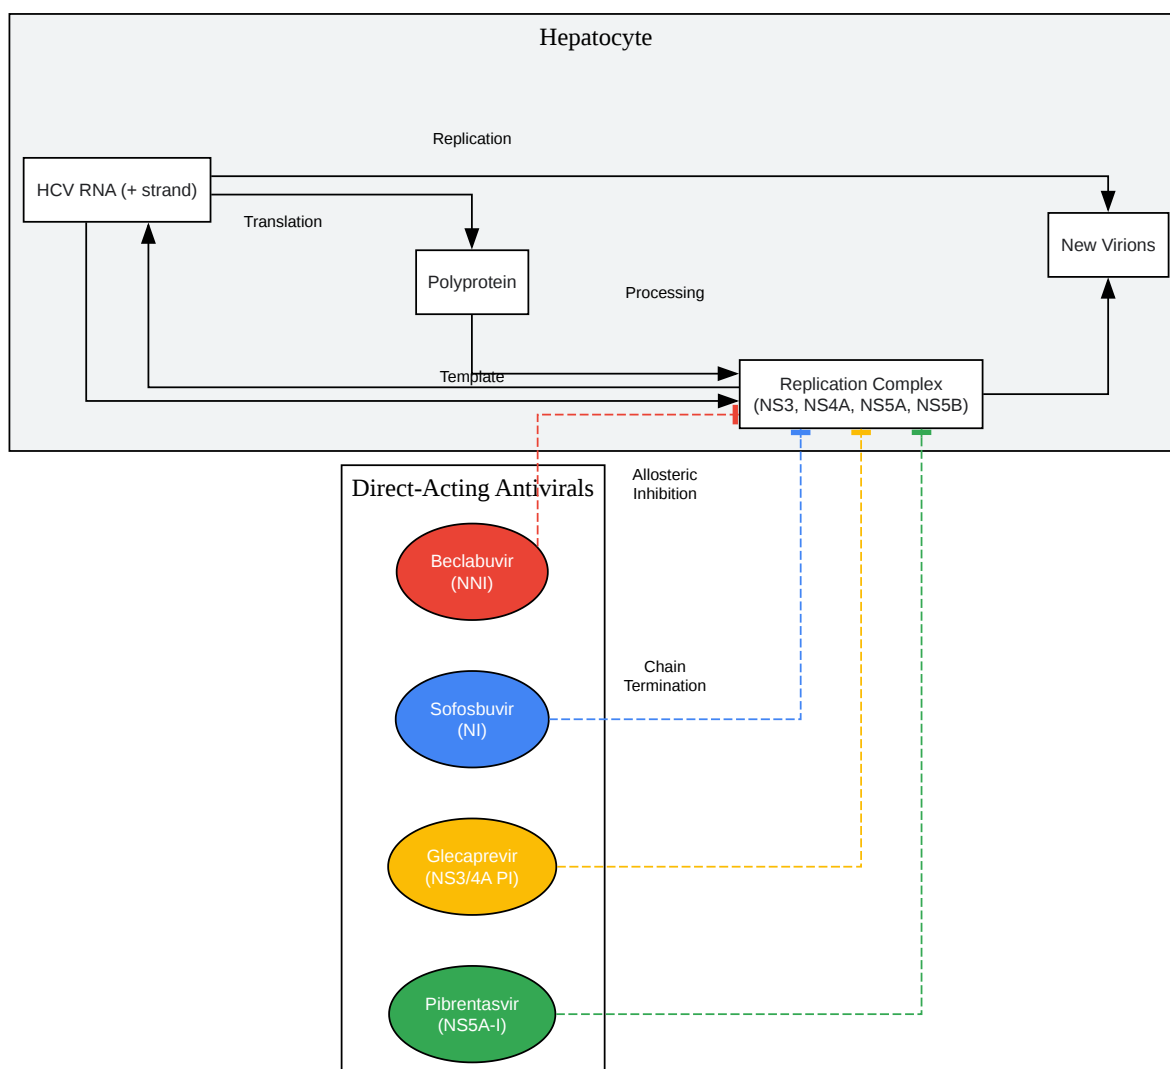 Hepatocyte
Replication
HCV RNA (+ strand)
Translation
New Virions
Polyprotein
Processing
Template
Replication Complex
(NS3, NS4A, NS5A, NS5B)
Direct-Acting Antivirals
Allosteric
Inhibition
Beclabuvir
(NNI)
Chain
Termination
Sofosbuvir
(NI)
Glecaprevir
(NS3/4A PI)
Pibrentasvir
(NS5A-I)